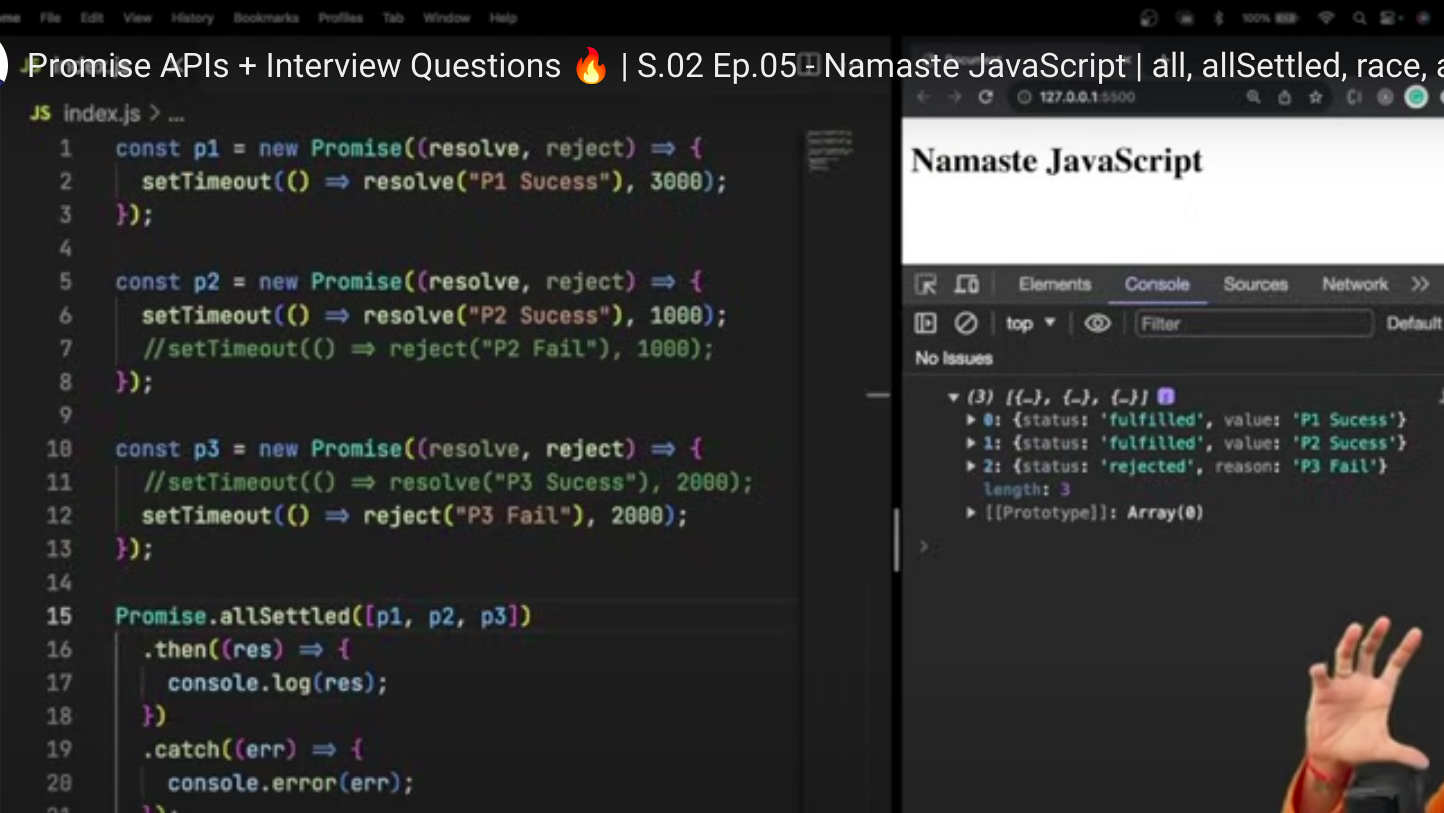 File Edit View History Bookmarks Profiles Tab Window Help
100%
Promise APIs + Interview Questions 🔥 | S.02 Ep.05 - Namaste JavaScript | all, allSettled, race,
JS index.js > ...
127.0.0.1:5500
1 const p1 = new Promise((resolve, reject) => {
2 setTimeout(() => resolve("P1 Sucess"), 3000);
3 });
4
5 const p2 = new Promise((resolve, reject) => {
6 setTimeout(() => resolve("P2 Sucess"), 1000);
7 //setTimeout(() => reject("P2 Fail"), 1000);
8 });
9
10 const p3 = new Promise((resolve, reject) => {
11 //setTimeout(() => resolve("P3 Sucess"), 2000);
12 setTimeout(() => reject("P3 Fail"), 2000);
13 });
14
15 Promise.allSettled([p1, p2, p3])
16 .then((res) => {
17 console.log(res);
18 })
19 .catch((err) => {
20 console.error(err);
Namaste JavaScript
Elements Console Sources Network >>
top ▼ Filter Default
No Issues
▼ (3) [{…}, {…}, {…}] i
▶ 0: {status: 'fulfilled', value: 'P1 Sucess'}
▶ 1: {status: 'fulfilled', value: 'P2 Sucess'}
▶ 2: {status: 'rejected', reason: 'P3 Fail'}
length: 3
▶ [[Prototype]]: Array(0)
>